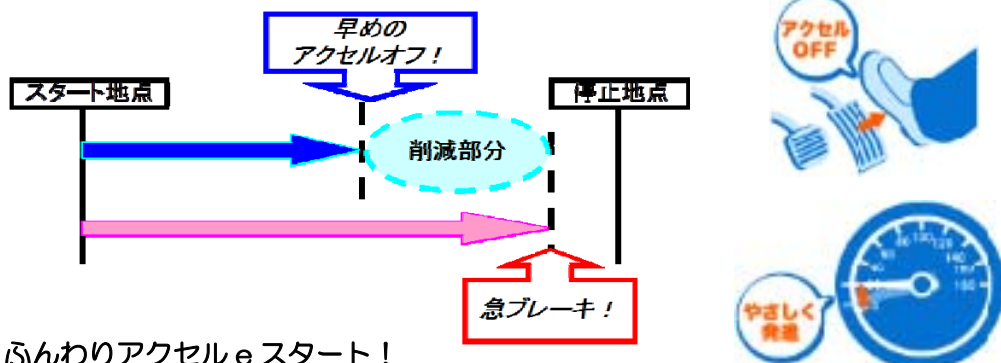 早めの
アクセルオフ！
スタート地点
停止地点
削減部分
急ブレーキ！
アクセル
OFF
やさしく
発進
ふんわりアクセル e スタート！